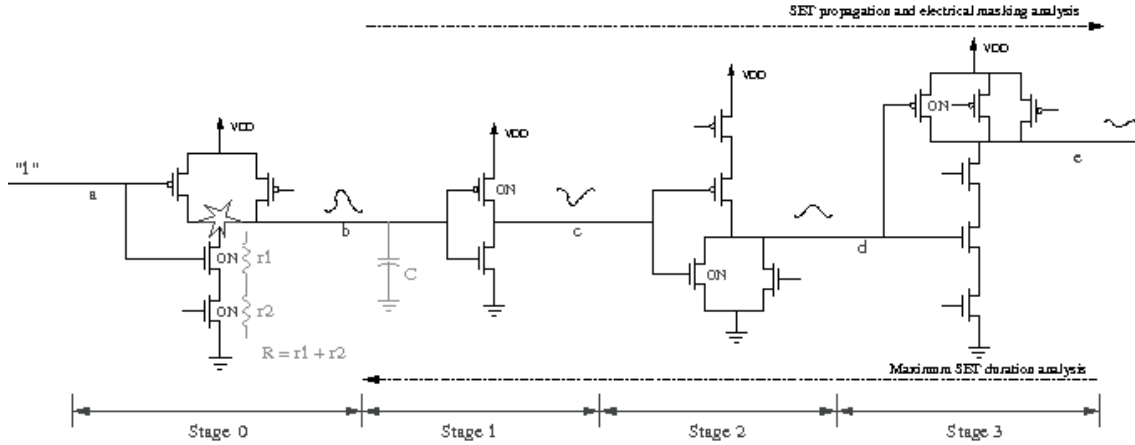 SET propagation and electrical masking analysis
VDD
VDD
ON
VDD
VDD
"1"
a
ON
e
b
c
d
ON
r1
C
ON
ON
r2
R = r1 + r2
Maximum SET duration analysis
Stage 0
Stage 1
Stage 2
Stage 3